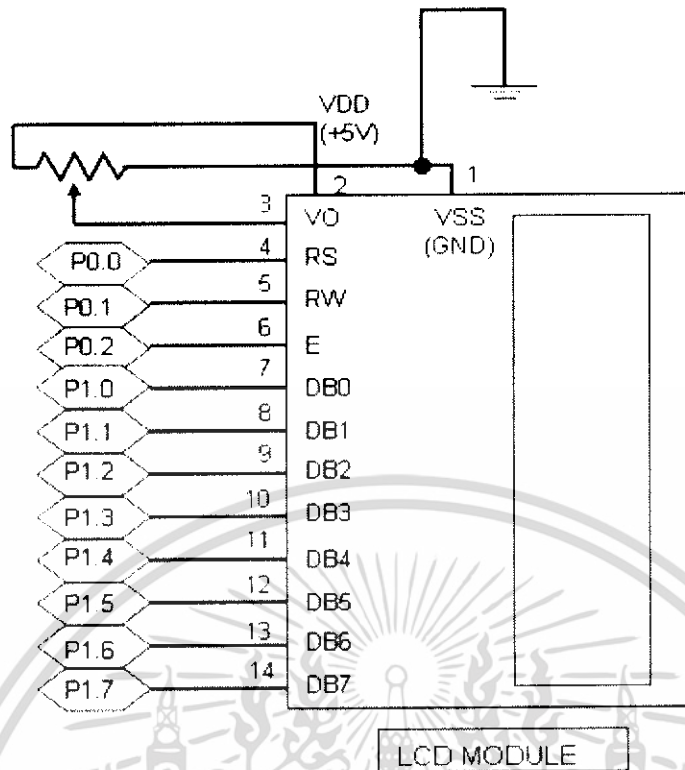 VDD
(+5V)
2
1
3
VO
VSS
(GND)
P0.0
4
RS
P0.1
5
RW
P0.2
6
E
P1.0
7
DB0
P1.1
8
DB1
P1.2
9
DB2
P1.3
10
DB3
P1.4
11
DB4
P1.5
12
DB5
P1.6
13
DB6
P1.7
14
DB7
LCD MODULE